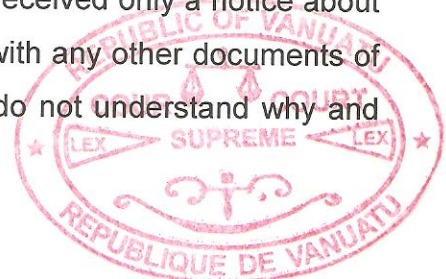 received only a notice about
with any other documents of
do not understand why and
REPUBLIC OF VANUATU
COUR COURT
LEX SUPREME LEX
REPUBLIQUE DE VANUATU